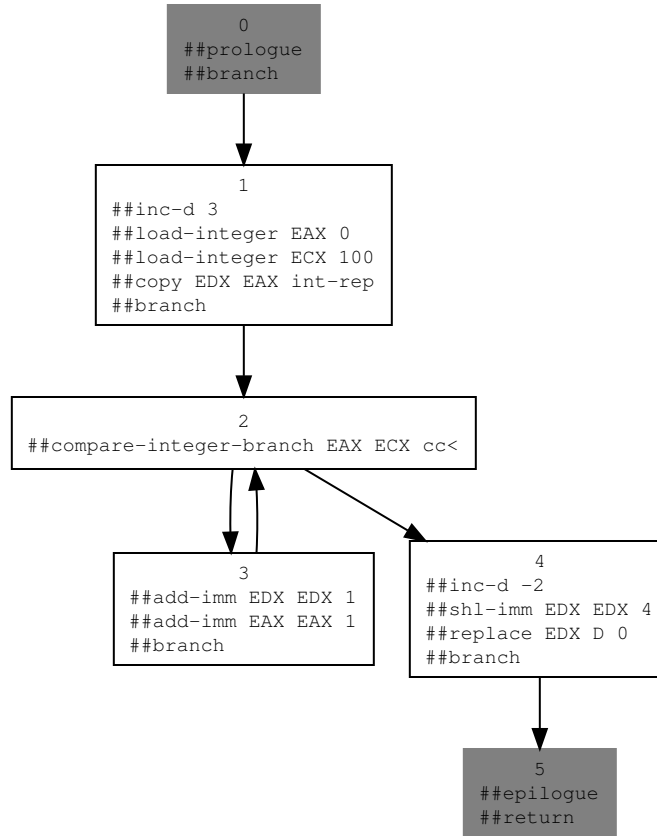 0
##prologue
##branch
1
##inc-d 3
##load-integer EAX 0
##load-integer ECX 100
##copy EDX EAX int-rep
##branch
2
##compare-integer-branch EAX ECX cc<
3
##add-imm EDX EDX 1
##add-imm EAX EAX 1
##branch
4
##inc-d -2
##shl-imm EDX EDX 4
##replace EDX D 0
##branch
5
##epilogue
##return